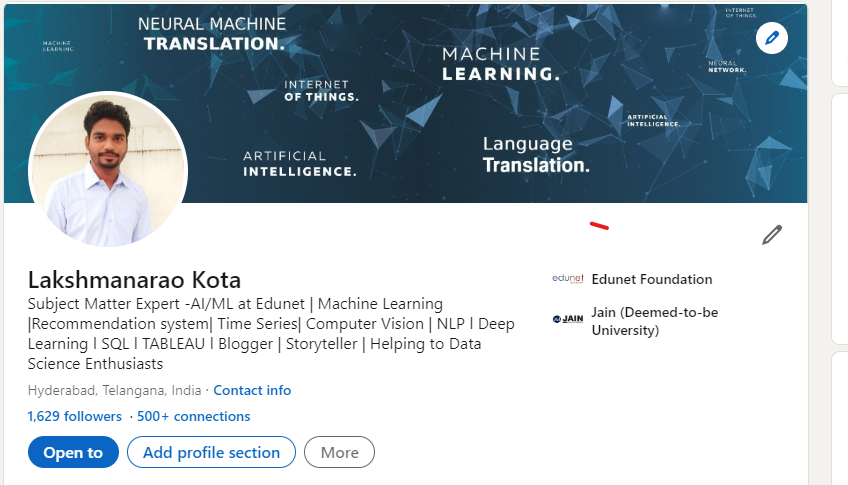 NEURAL MACHINE
TRANSLATION.
INTERNET
OF THINGS.
MACHINE
LEARNING.
MACHINE
LEARNING.
NEURAL
NETWORK.
INTERNET
OF THINGS.
ARTIFICIAL
INTELLIGENCE.
ARTIFICIAL
INTELLIGENCE.
Language
Translation.
Lakshmanarao Kota
Subject Matter Expert -AI/ML at Edunet | Machine Learning
|Recommendation system| Time Series| Computer Vision | NLP l Deep
Learning l SQL l TABLEAU l Blogger | Storyteller | Helping to Data
Science Enthusiasts
Hyderabad, Telangana, India · Contact info
1,629 followers · 500+ connections
Open to
Add profile section
More
edunet
Edunet Foundation
JAIN
Jain (Deemed-to-be
University)